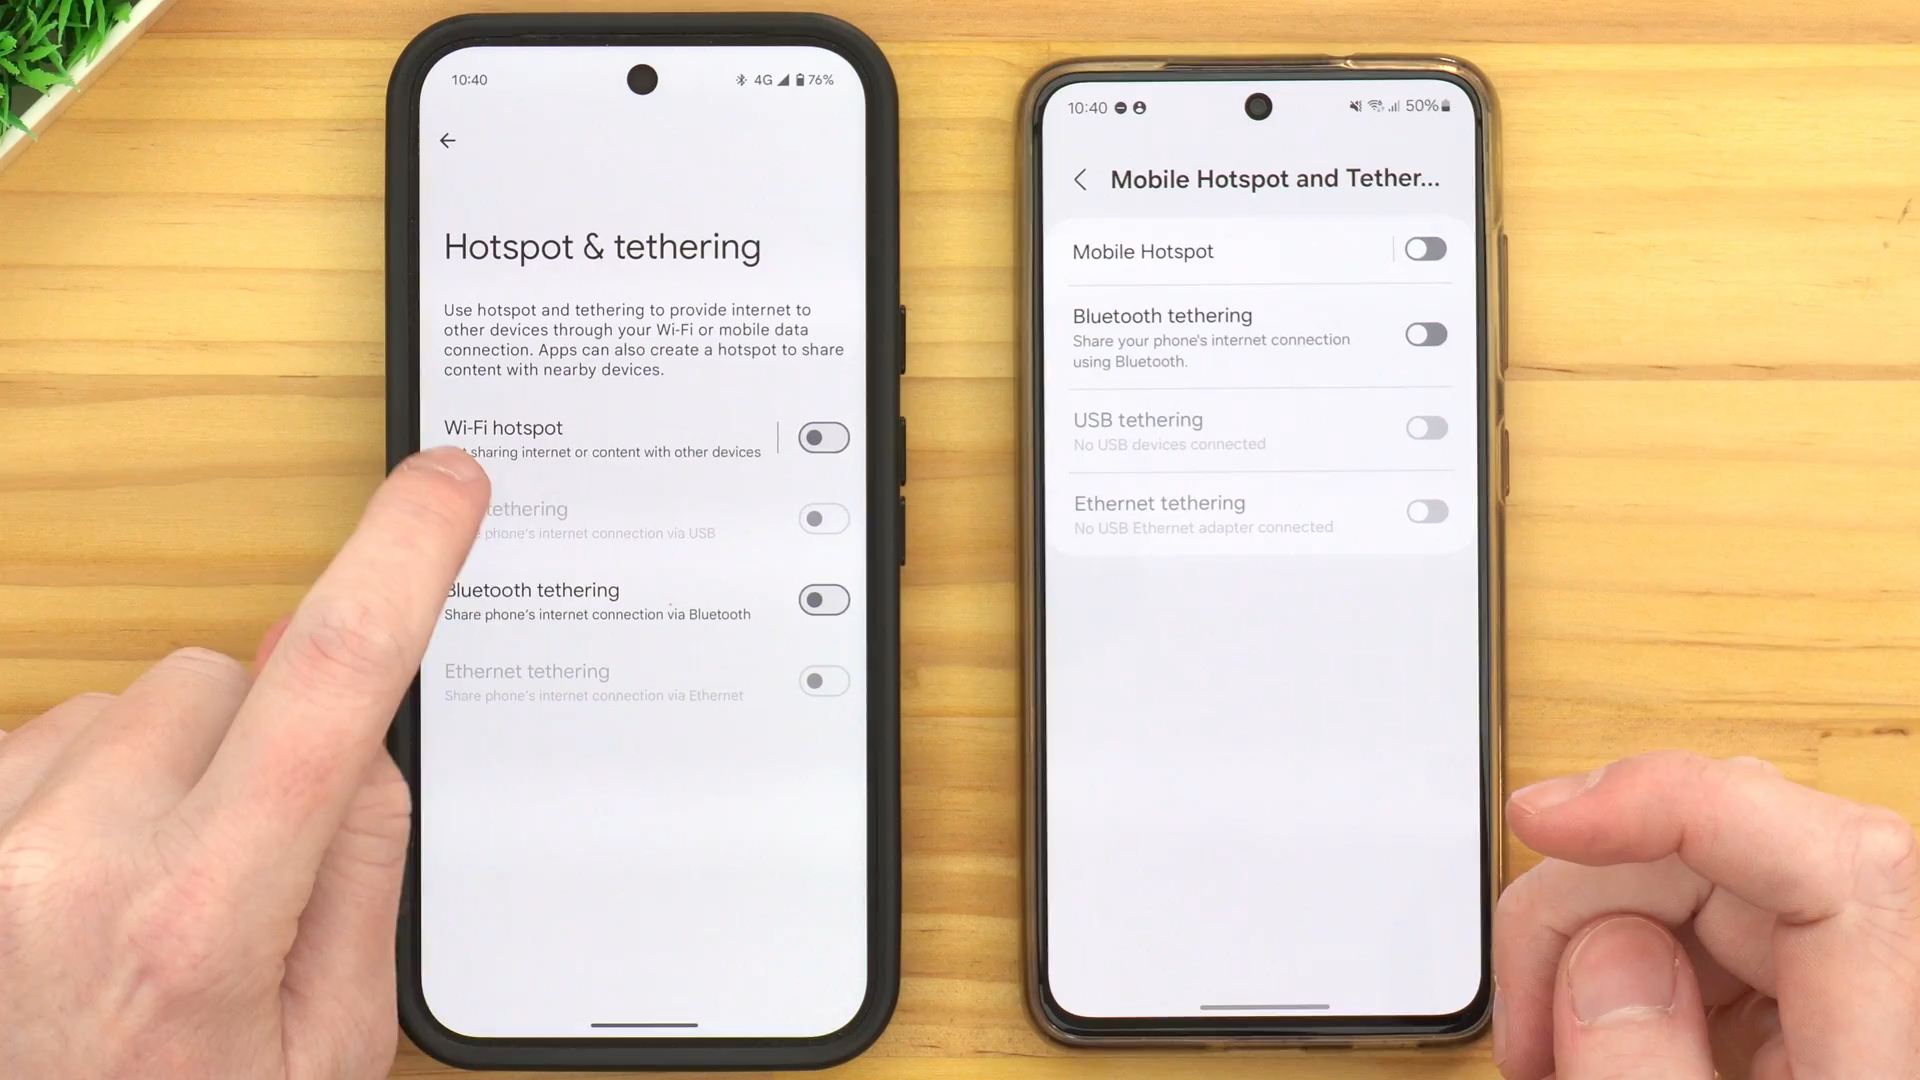 10:40
4G
76%
Hotspot & tethering
Use hotspot and tethering to provide internet to
other devices through your Wi-Fi or mobile data
connection. Apps can also create a hotspot to share
content with nearby devices.
Wi-Fi hotspot
sharing internet or content with other devices
tethering
phone's internet connection via USB
Bluetooth tethering
Share phone's internet connection via Bluetooth
Ethernet tethering
Share phone's internet connection via Ethernet
10:40
50%
Mobile Hotspot and Tether...
Mobile Hotspot
Bluetooth tethering
Share your phone's internet connection
using Bluetooth.
USB tethering
No USB devices connected
Ethernet tethering
No USB Ethernet adapter connected